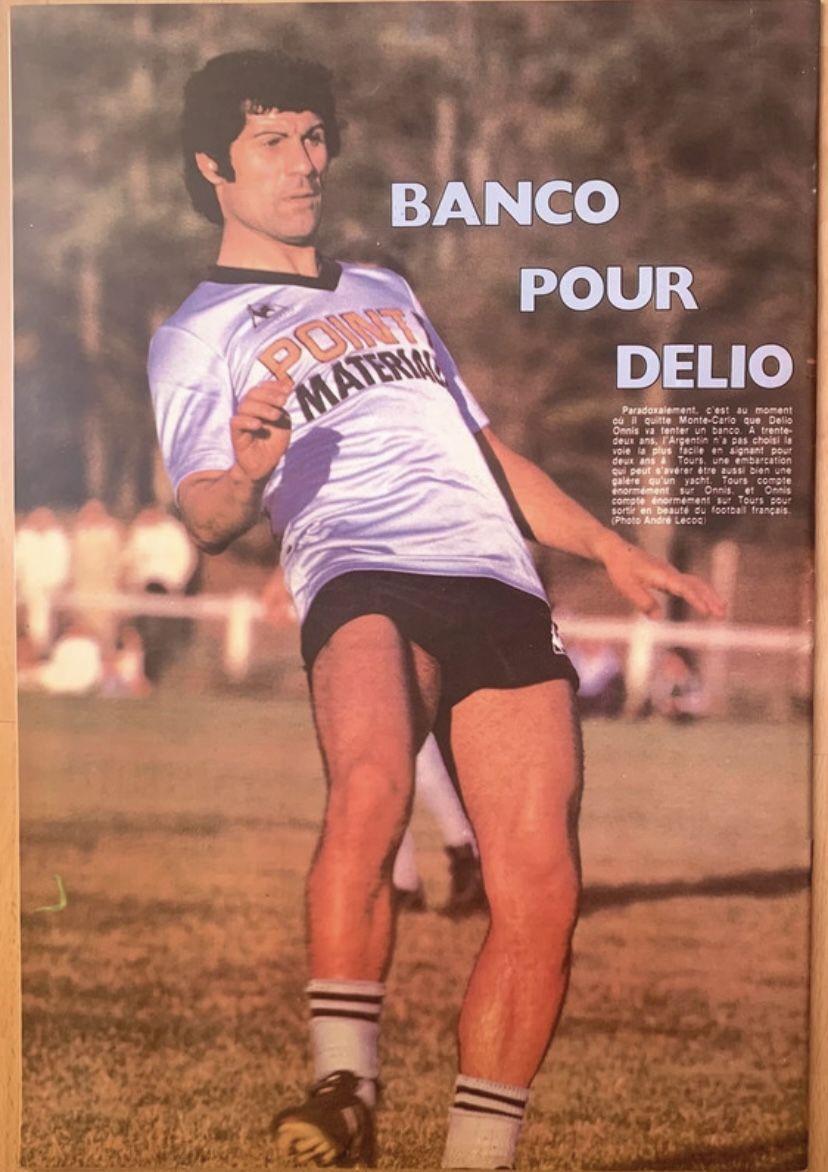 BANCO
POUR
DELIO
POINT
MATERIAU
Paradoxalement, c'est au moment
où il quitte Monte-Carlo que Delio
Onnis va tenter un banco. A trente-
deux ans, l'Argentin n'a pas choisi la
voie la plus facile en signant pour
deux ans à Tours, une embarcation
qui peut s'avérer être aussi bien une
galère qu'un yacht. Tours compte
énormément sur Onnis, et Onnis
compte énormément sur Tours pour
sortir en beauté du football français.
(Photo André Lecoq)